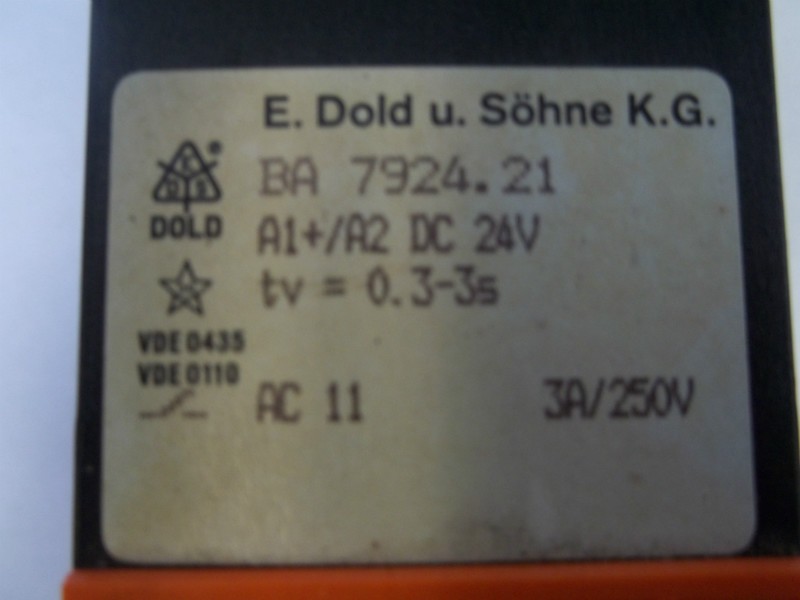 E. Dold u. Söhne K.G.
E
D S
®
DOLD
BA 7924.21
A1+/A2 DC 24V
tv = 0.3-3s
VDE 0435
VDE 0110
AC 11 3A/250V